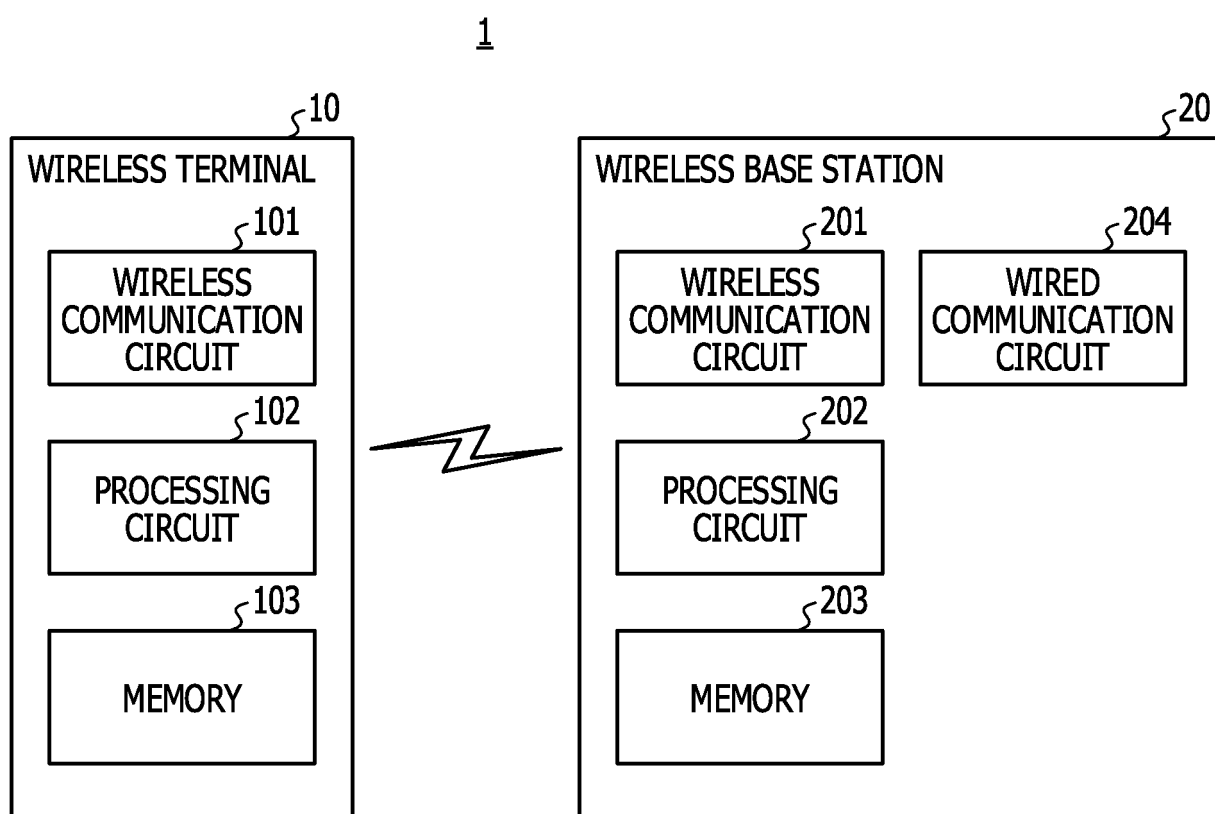 1
10
WIRELESS TERMINAL
101
WIRELESS
COMMUNICATION
CIRCUIT
102
PROCESSING
CIRCUIT
103
MEMORY
20
WIRELESS BASE STATION
201
WIRELESS
COMMUNICATION
CIRCUIT
204
WIRED
COMMUNICATION
CIRCUIT
202
PROCESSING
CIRCUIT
203
MEMORY